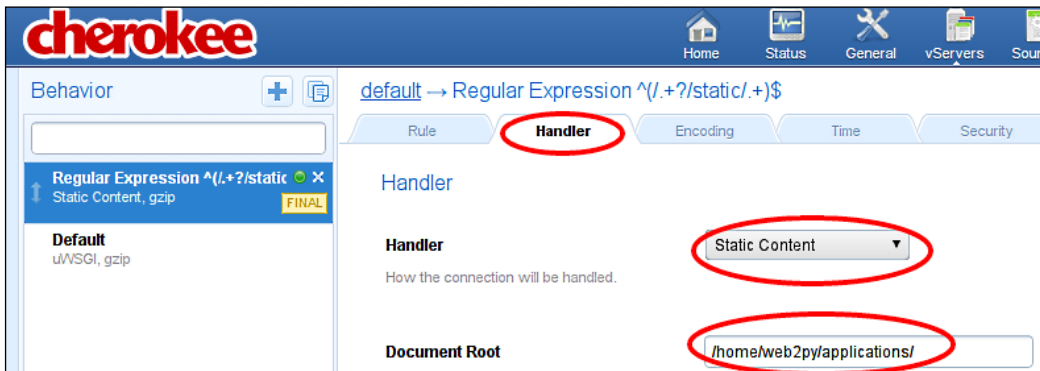 cherokee
Home
Status
General
vServers
Sour
Behavior
default → Regular Expression ^(/.+?/static/.+)$
Rule
Handler
Encoding
Time
Security
Regular Expression ^(/.+?/static
Static Content, gzip
FINAL
Default
uWSGI, gzip
Handler
Handler
Static Content
How the connection will be handled.
Document Root
/home/web2py/applications/